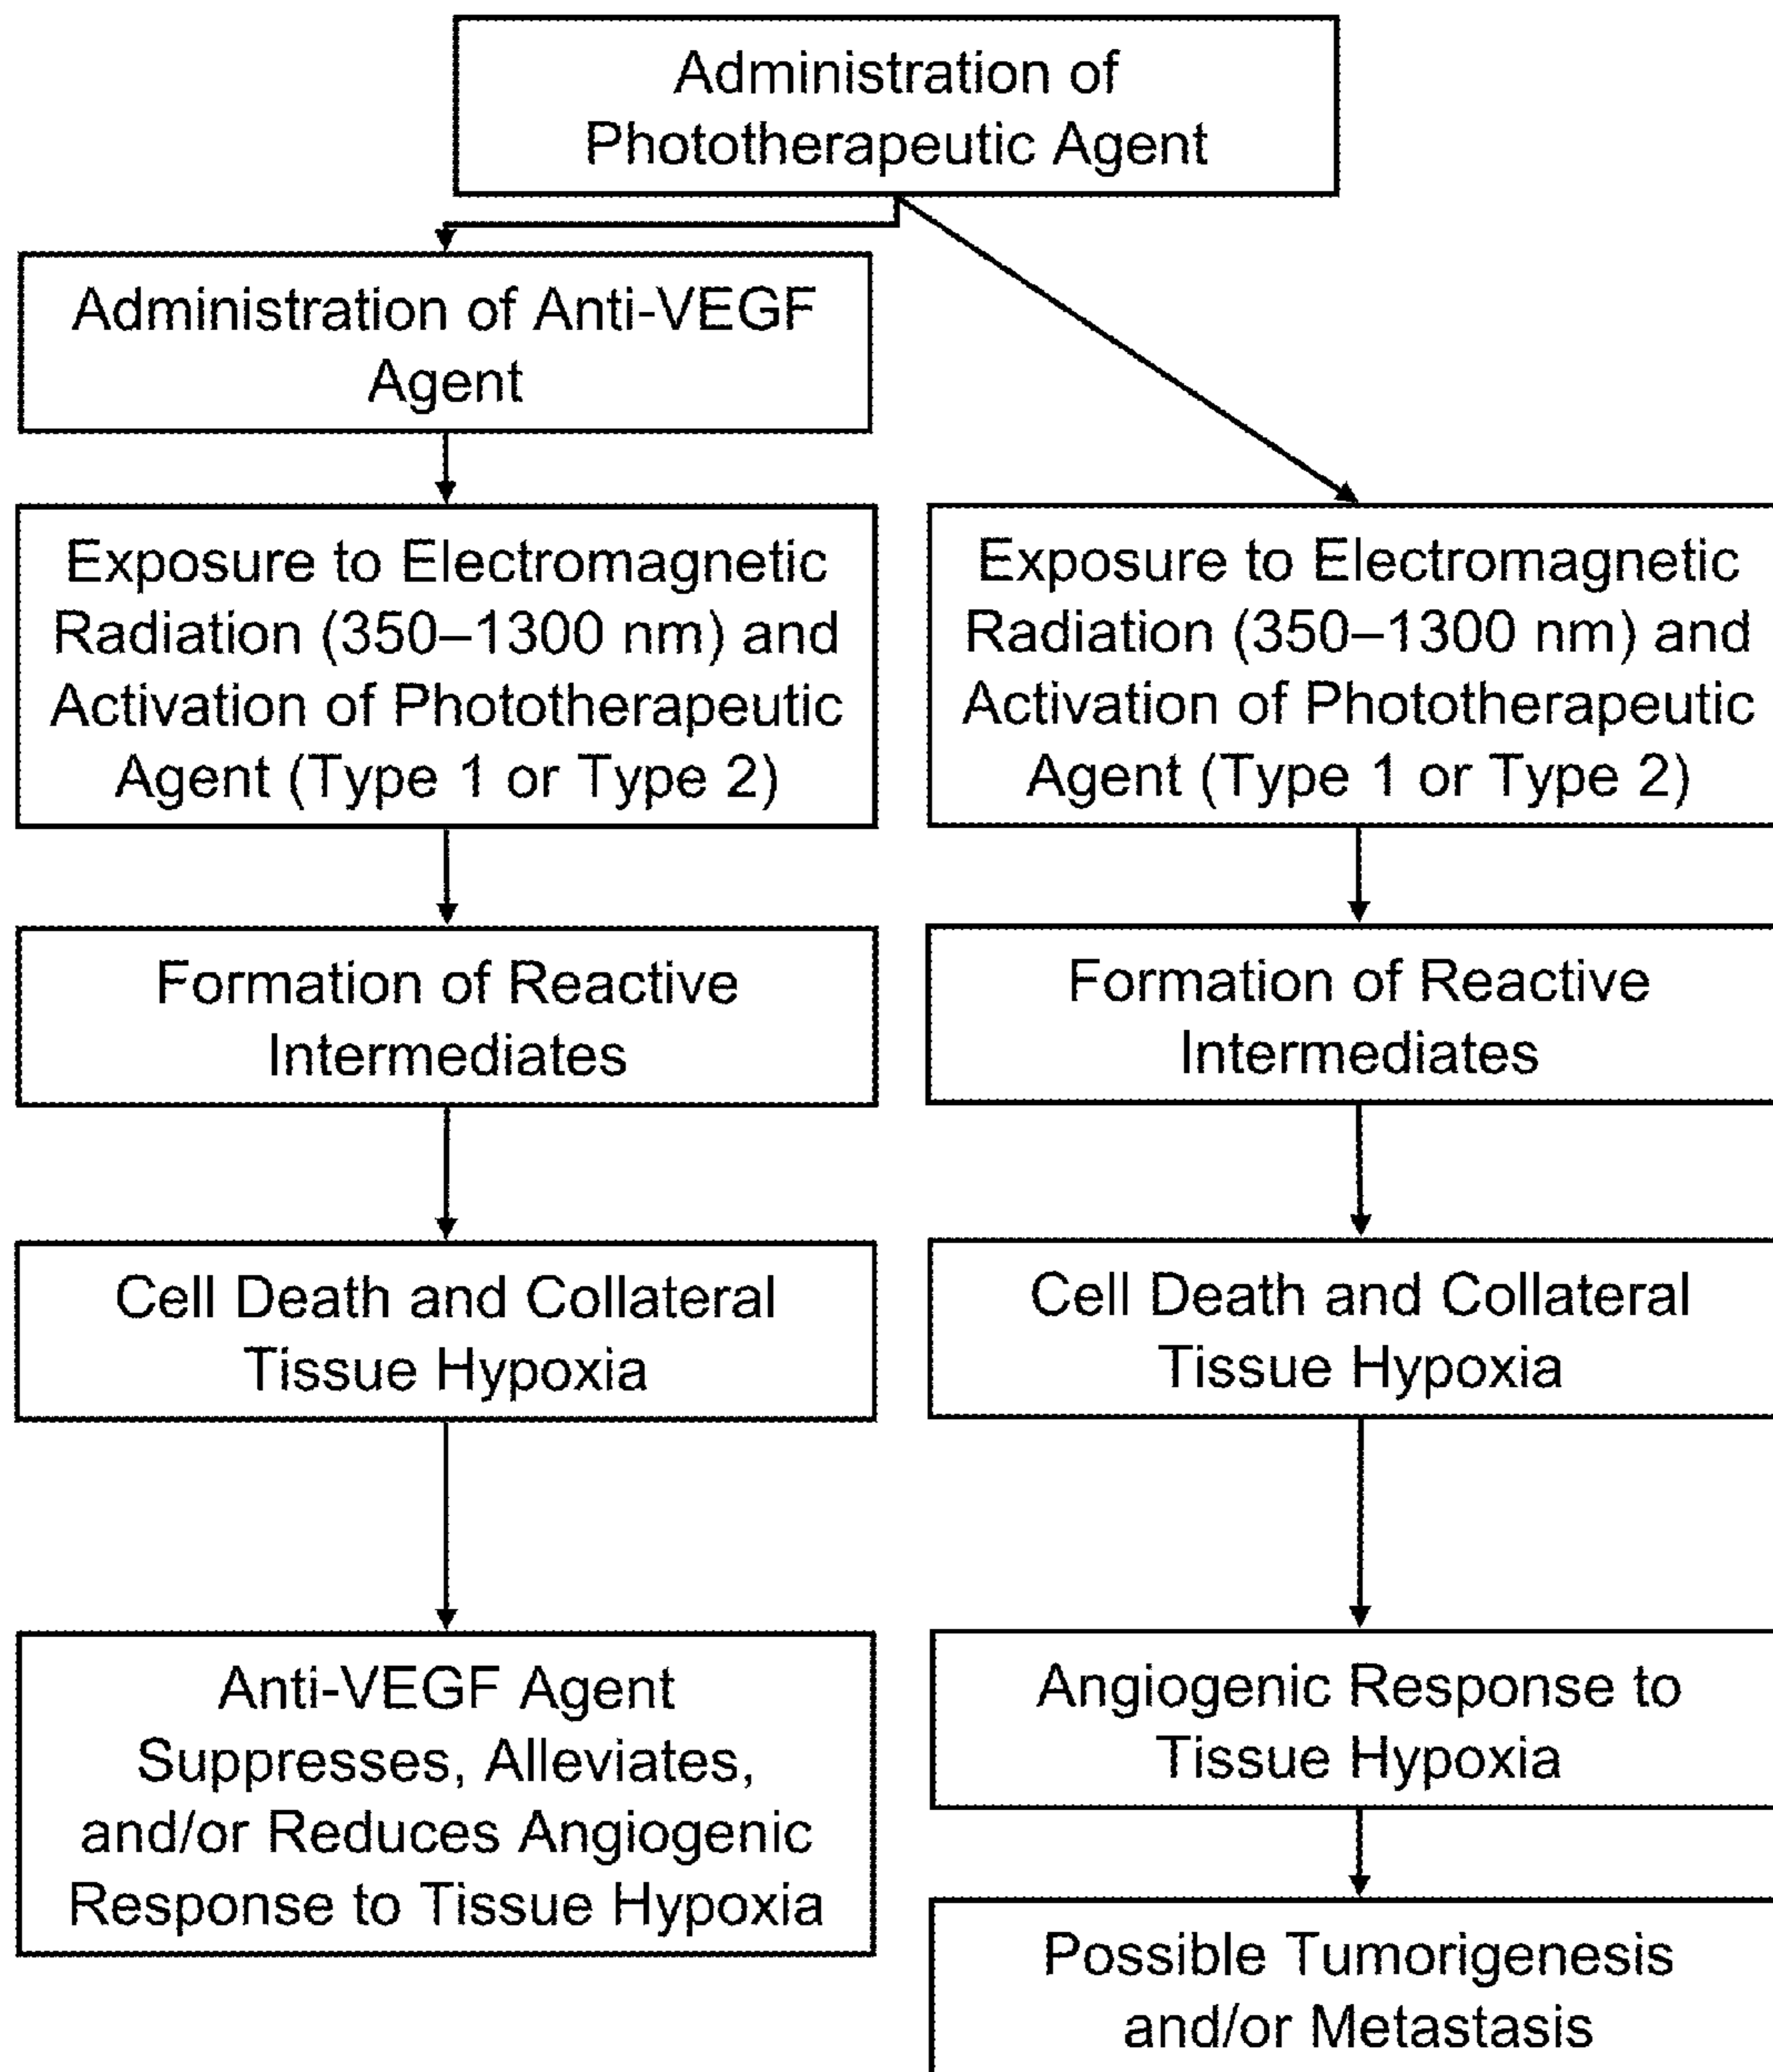 Administration of
Phototherapeutic Agent
Administration of Anti-VEGF
Agent
Exposure to Electromagnetic
Radiation (350–1300 nm) and
Activation of Phototherapeutic
Agent (Type 1 or Type 2)
Formation of Reactive
Intermediates
Cell Death and Collateral
Tissue Hypoxia
Anti-VEGF Agent
Suppresses, Alleviates,
and/or Reduces Angiogenic
Response to Tissue Hypoxia
Exposure to Electromagnetic
Radiation (350–1300 nm) and
Activation of Phototherapeutic
Agent (Type 1 or Type 2)
Formation of Reactive
Intermediates
Cell Death and Collateral
Tissue Hypoxia
Angiogenic Response to
Tissue Hypoxia
Possible Tumorigenesis
and/or Metastasis